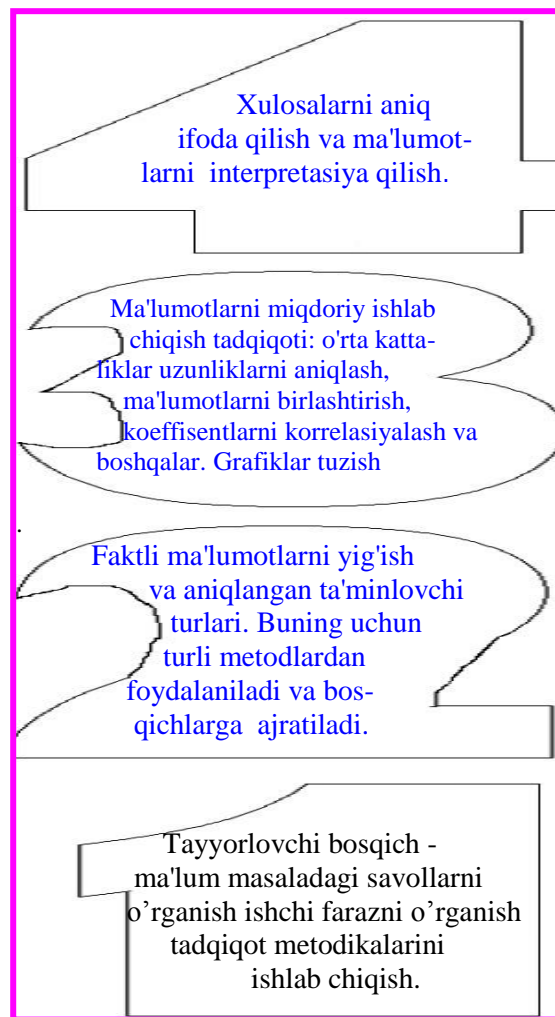 Xulosalarni aniq
ifoda qilish va ma'lumot-
larni interpretasiya qilish.
Ma'lumotlarni miqdoriy ishlab
chiqish tadqiqoti: o'rta katta-
liklar uzunliklarni aniqlash,
ma'lumotlarni birlashtirish,
koeffisentlarni korrelasiyalash va
boshqalar. Grafiklar tuzish
.
Faktli ma'lumotlarni yig'ish
va aniqlangan ta'minlovchi
turlari. Buning uchun
turli metodlardan
foydalaniladi va bos-
qichlarga ajratiladi.
Tayyorlovchi bosqich -
ma'lum masaladagi savollarni
o’rganish ishchi farazni o’rganish
tadqiqot metodikalarini
ishlab chiqish.